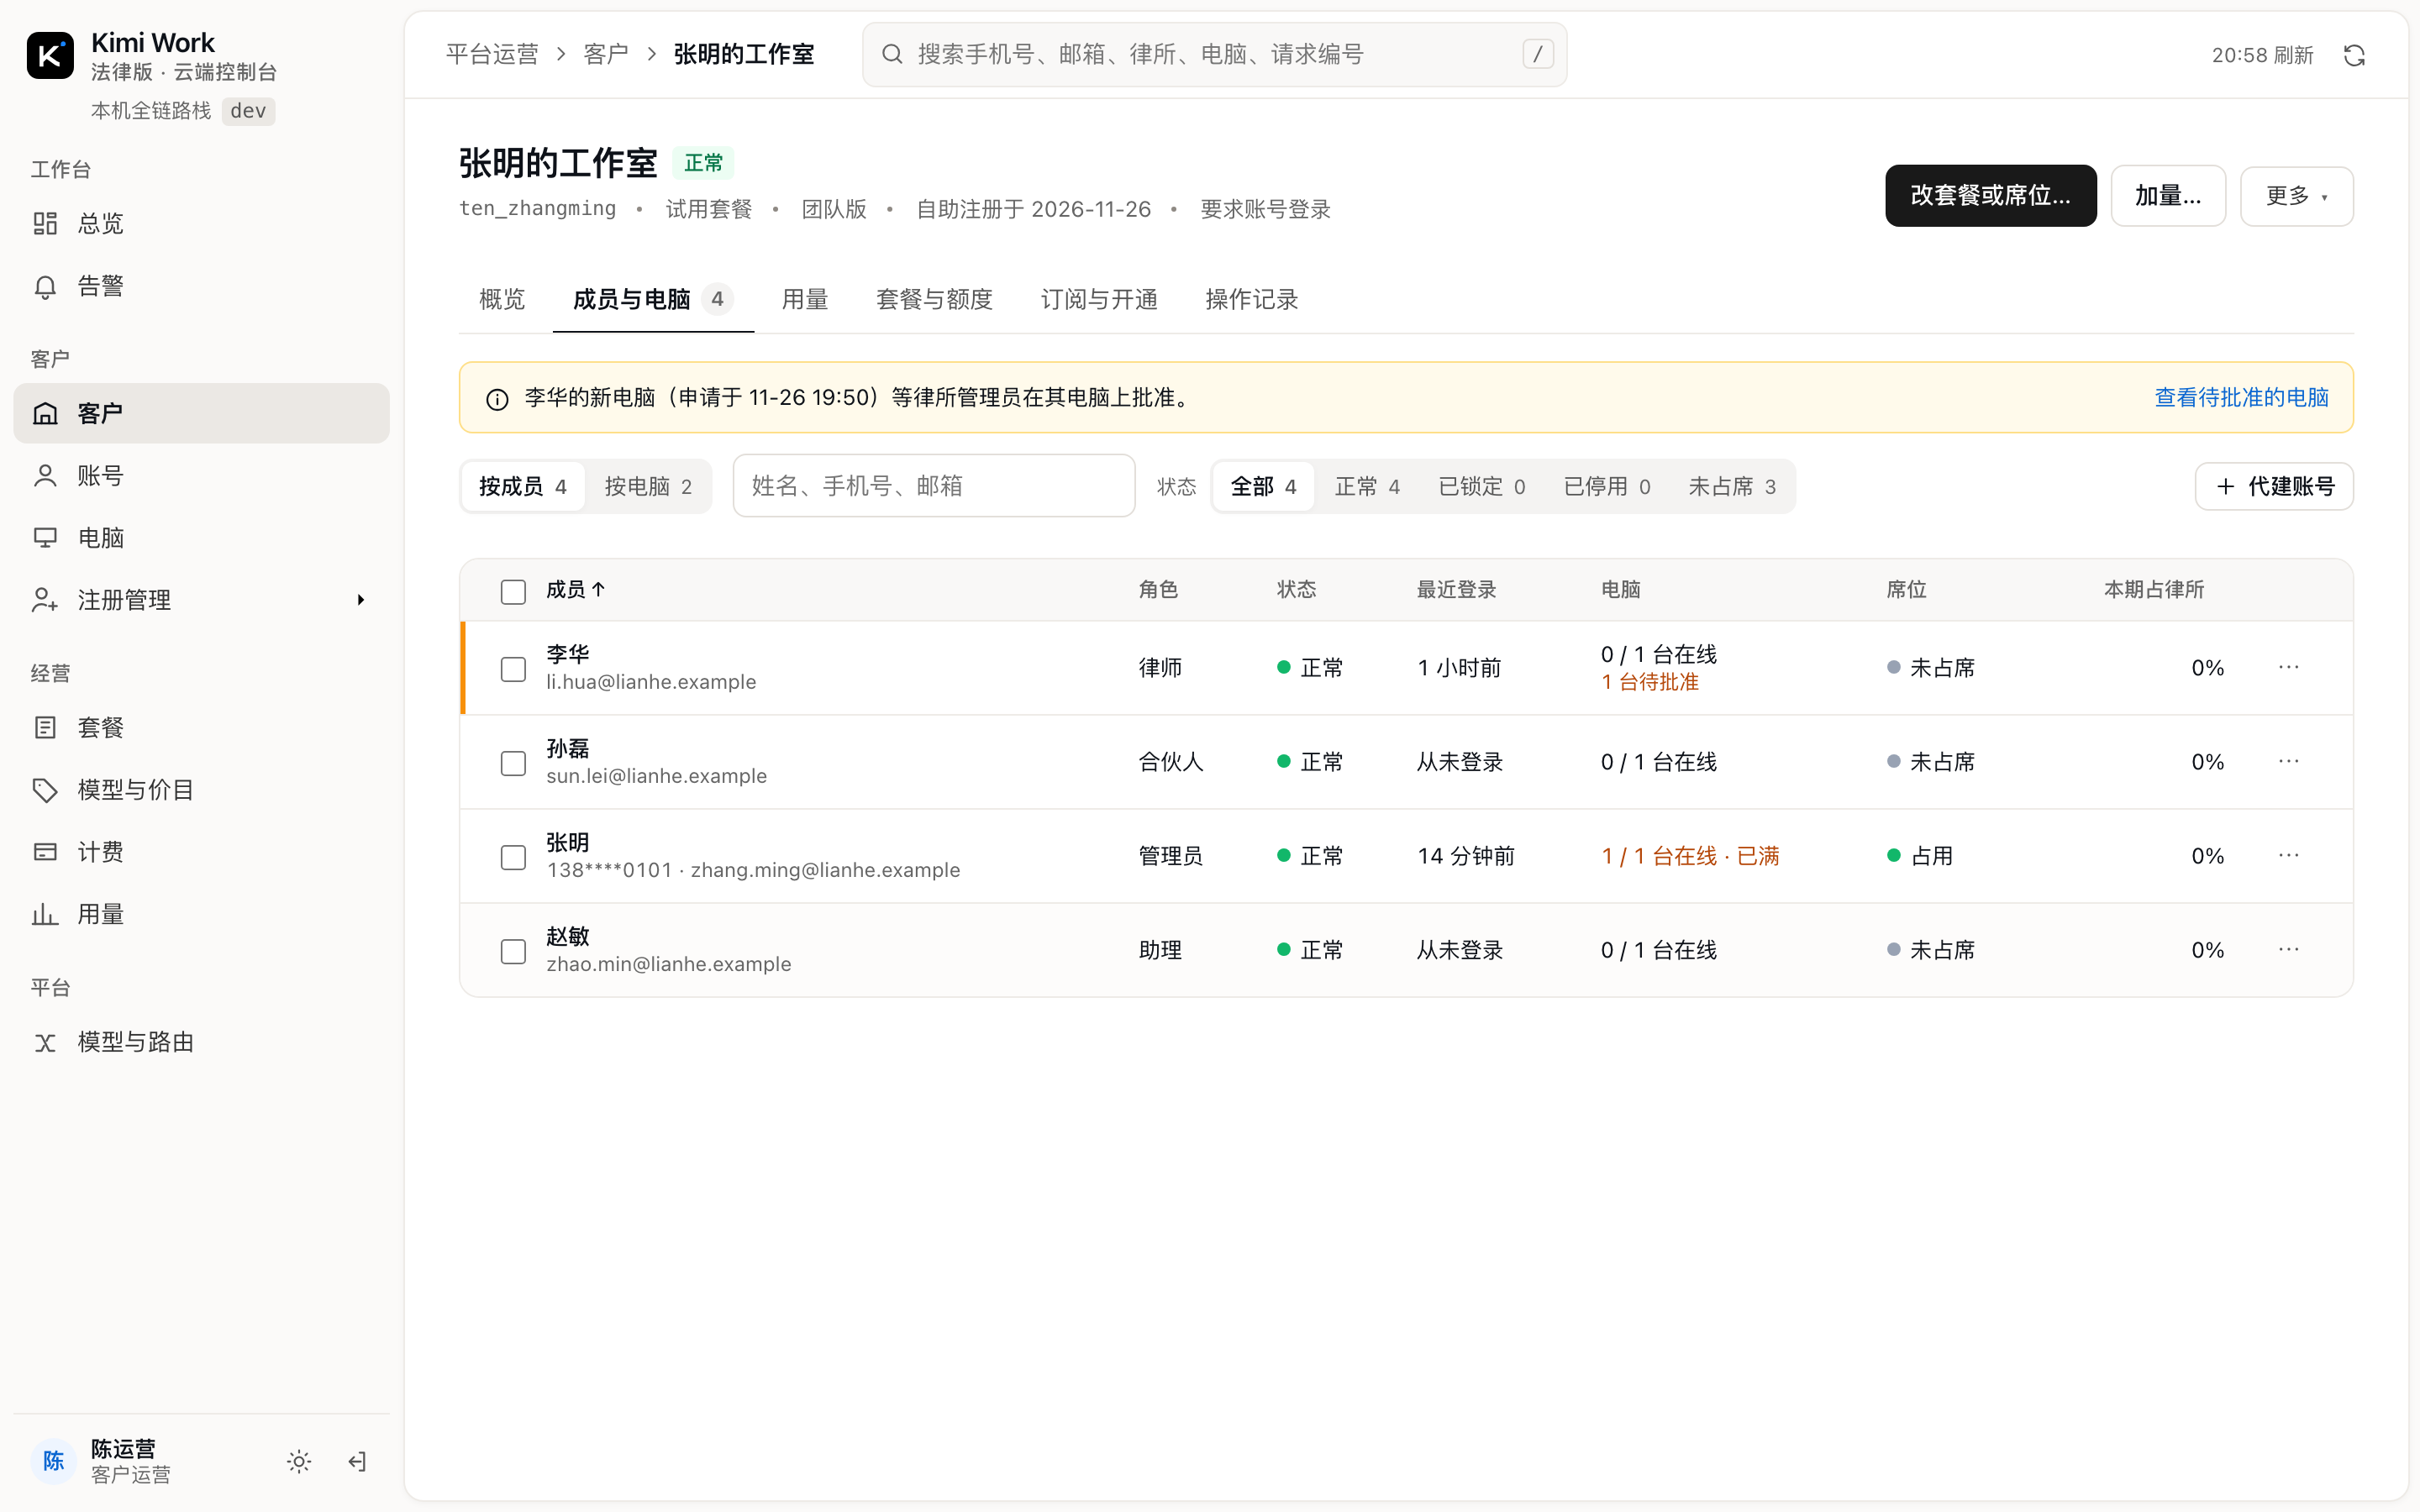 Kimi Work
法律版 · 云端控制台
本机全链路栈 dev
工作台
总览
告警
客户
客户
账号
电脑
注册管理
经营
套餐
模型与价目
计费
用量
平台
模型与路由
陈 陈运营
客户运营
平台运营 > 客户 > 张明的工作室
搜索手机号、邮箱、律所、电脑、请求编号 /
20:58 刷新
张明的工作室 正常
ten_zhangming • 试用套餐 • 团队版 • 自助注册于 2026-11-26 • 要求账号登录
改套餐或席位... 加量... 更多
概览 成员与电脑 4 用量 套餐与额度 订阅与开通 操作记录
李华的新电脑（申请于 11-26 19:50）等律所管理员在其电脑上批准。 查看待批准的电脑
按成员 4 按电脑 2 姓名、手机号、邮箱 状态 全部 4 正常 4 已锁定 0 已停用 0 未占席 3 + 代建账号
成员 ↑ 角色 状态 最近登录 电脑 席位 本期占律所
李华 律师 正常 1 小时前 0 / 1 台在线 未占席 0% ···
li.hua@lianhe.example 1 台待批准
孙磊 合伙人 正常 从未登录 0 / 1 台在线 未占席 0% ···
sun.lei@lianhe.example
张明 管理员 正常 14 分钟前 1 / 1 台在线 · 已满 占用 0% ···
138****0101 · zhang.ming@lianhe.example
赵敏 助理 正常 从未登录 0 / 1 台在线 未占席 0% ···
zhao.min@lianhe.example